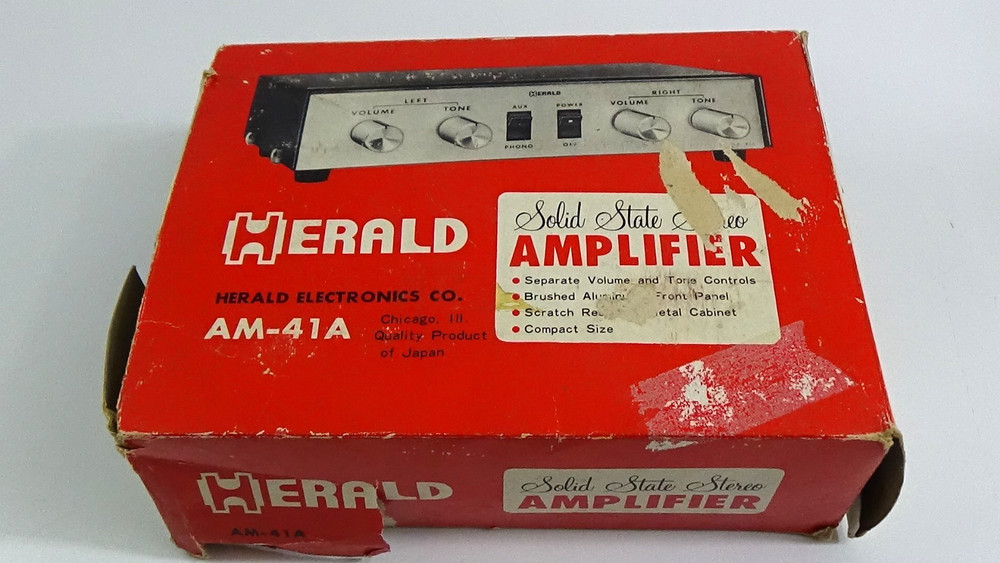 HERALD
LEFT
RIGHT
VOLUME TONE AUX POWER VOLUME TONE
PHONO OFF
HERALD
HERALD ELECTRONICS CO.
AM-41A
Chicago, Ill.
Quality Product
of Japan
Solid State Stereo
AMPLIFIER
• Separate Volume and Tone Controls
• Brushed Front Panel
• Scratch Cabinet
• Compact Size
HERALD
AM-41A
Solid State Stereo
AMPLIFIER